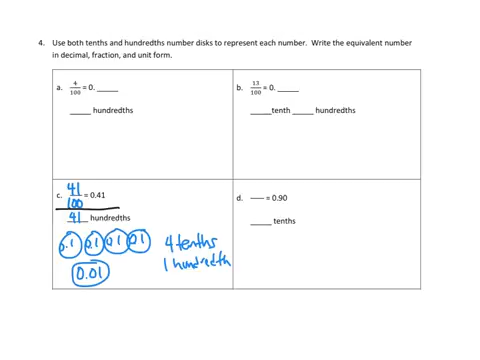 4. Use both tenths and hundredths number disks to represent each number. Write the equivalent number
in decimal, fraction, and unit form.
a. 4/100 = 0. _____
_____ hundredths
b. 13/100 = 0. _____
_____ tenth _____ hundredths
c. 41/100 = 0.41
41 hundredths
0.1 0.1 0.1 0.1 4 tenths
0.01 1 hundredth
d. ___ = 0.90
_____ tenths